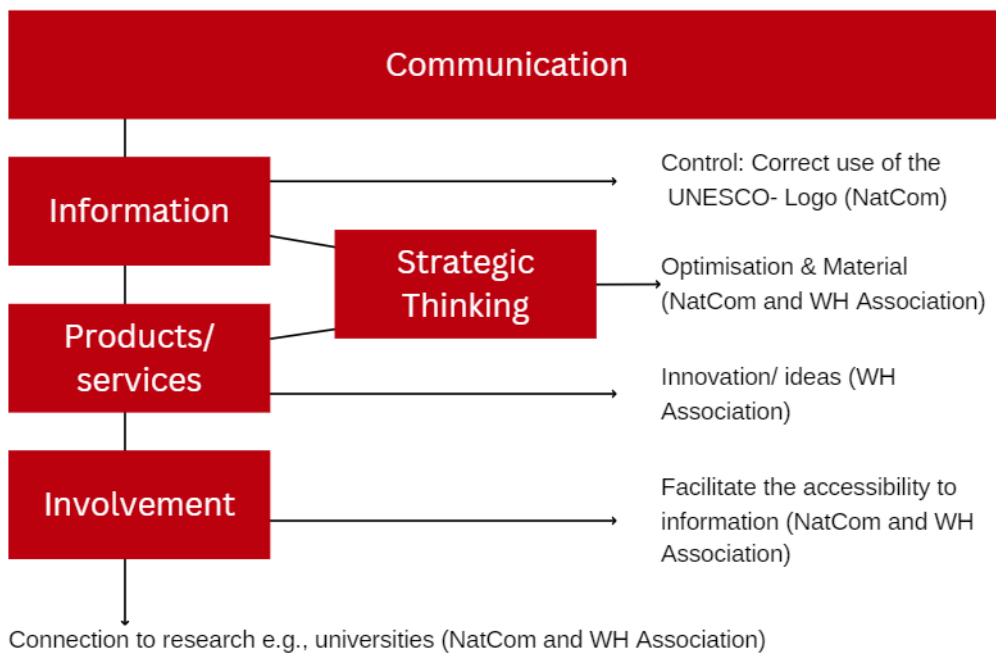 Communication
Information
Control: Correct use of the
UNESCO- Logo (NatCom)
Strategic
Thinking
Optimisation & Material
(NatCom and WH Association)
Products/
services
Innovation/ ideas (WH
Association)
Involvement
Facilitate the accessibility to
information (NatCom and WH
Association)
Connection to research e.g., universities (NatCom and WH Association)